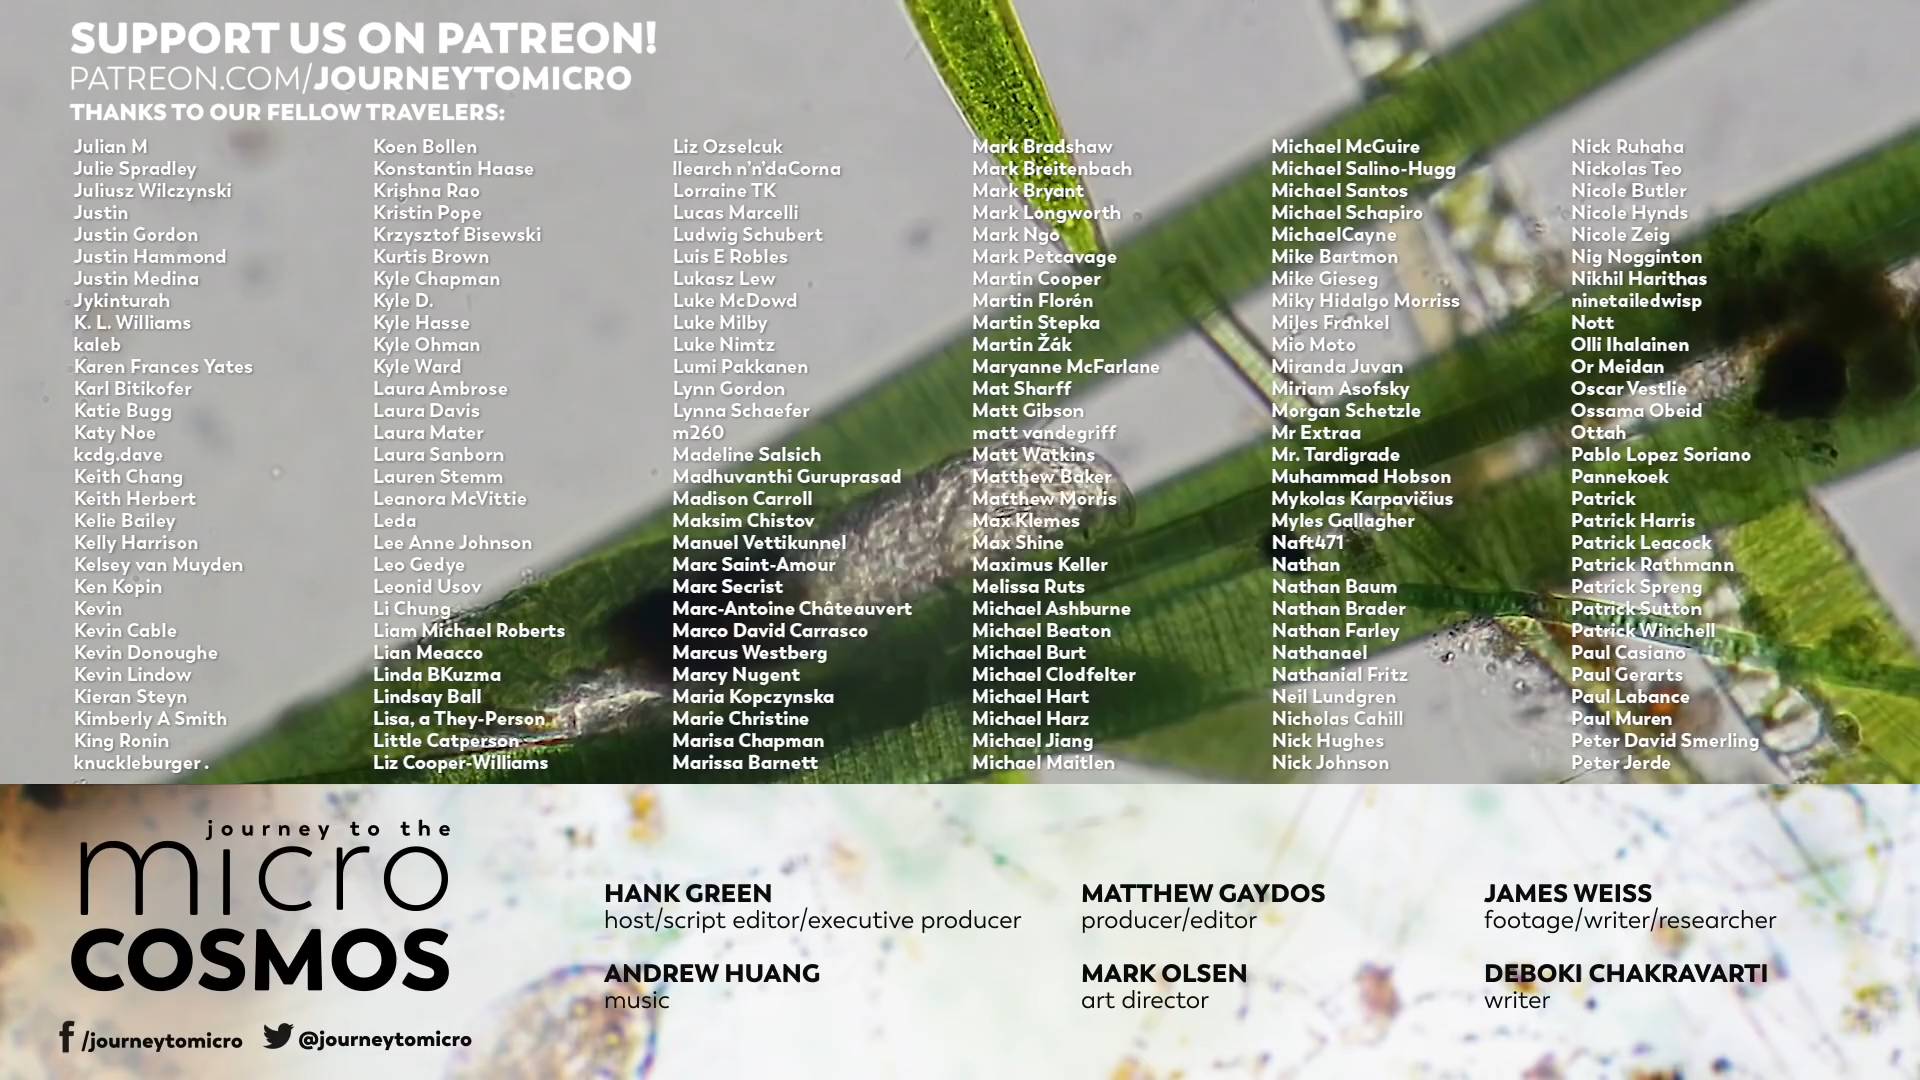 SUPPORT US ON PATREON!
PATREON.COM/JOURNEYTOMICRO
THANKS TO OUR FELLOW TRAVELERS:
Julian M
Julie Spradley
Juliusz Wilczynski
Justin
Justin Gordon
Justin Hammond
Justin Medina
Jykinturah
K. L. Williams
kaleb
Karen Frances Yates
Karl Bitikofer
Katie Bugg
Katy Noe
kcdg.dave
Keith Chang
Keith Herbert
Kelie Bailey
Kelly Harrison
Kelsey van Muyden
Ken Kopin
Kevin
Kevin Cable
Kevin Donoughe
Kevin Lindow
Kieran Steyn
Kimberly A Smith
King Ronin
knuckleburger .
Koen Bollen
Konstantin Haase
Krishna Rao
Kristin Pope
Krzysztof Bisewski
Kurtis Brown
Kyle Chapman
Kyle D.
Kyle Hasse
Kyle Ohman
Kyle Ward
Laura Ambrose
Laura Davis
Laura Mater
Laura Sanborn
Lauren Stemm
Leanora McVittie
Leda
Lee Anne Johnson
Leo Gedye
Leonid Usov
Li Chung
Liam Michael Roberts
Lian Meacco
Linda BKuzma
Lindsay Ball
Lisa, a They-Person
Little Catperson
Liz Cooper-Williams
Liz Ozselcuk
llearch n'n'daCorna
Lorraine TK
Lucas Marcelli
Ludwig Schubert
Luis E Robles
Lukasz Lew
Luke McDowd
Luke Milby
Luke Nimtz
Lumi Pakkanen
Lynn Gordon
Lynna Schaefer
m260
Madeline Salsich
Madhuvanthi Guruprasad
Madison Carroll
Maksim Chistov
Manuel Vettikunnel
Marc Saint-Amour
Marc Secrist
Marc-Antoine Châteauvert
Marco David Carrasco
Marcus Westberg
Marcy Nugent
Maria Kopczynska
Marie Christine
Marisa Chapman
Marissa Barnett
Mark Bradshaw
Mark Breitenbach
Mark Bryant
Mark Longworth
Mark Ngo
Mark Petcavage
Martin Cooper
Martin Florén
Martin Stepka
Martin Žák
Maryanne McFarlane
Mat Sharff
Matt Gibson
matt vandegriff
Matt Watkins
Matthew Baker
Matthew Morris
Max Klemes
Max Shine
Maximus Keller
Melissa Ruts
Michael Ashburne
Michael Beaton
Michael Burt
Michael Clodfelter
Michael Hart
Michael Harz
Michael Jiang
Michael Maitlen
Michael McGuire
Michael Salino-Hugg
Michael Santos
Michael Schapiro
MichaelCayne
Mike Bartmon
Mike Gieseg
Miky Hidalgo Morriss
Miles Frankel
Mio Moto
Miranda Juvan
Miriam Asofsky
Morgan Schetzle
Mr Extraa
Mr. Tardigrade
Muhammad Hobson
Mykolas Karpavičius
Myles Gallagher
Naft471
Nathan
Nathan Baum
Nathan Brader
Nathan Farley
Nathanael
Nathanial Fritz
Neil Lundgren
Nicholas Cahill
Nick Hughes
Nick Johnson
Nick Ruhaha
Nickolas Teo
Nicole Butler
Nicole Hynds
Nicole Zeig
Nig Nogginton
Nikhil Harithas
ninetailedwisp
Nott
Olli Ihalainen
Or Meidan
Oscar Vestlie
Ossama Obeid
Ottah
Pablo Lopez Soriano
Pannekoek
Patrick
Patrick Harris
Patrick Leacock
Patrick Rathmann
Patrick Spreng
Patrick Sutton
Patrick Winchell
Paul Casiano
Paul Gerarts
Paul Labance
Paul Muren
Peter David Smerling
Peter Jerde
journey to the
micro
COSMOS
/journeytomicro
@journeytomicro
HANK GREEN
host/script editor/executive producer
ANDREW HUANG
music
MATTHEW GAYDOS
producer/editor
MARK OLSEN
art director
JAMES WEISS
footage/writer/researcher
DEBOKI CHAKRAVARTI
writer